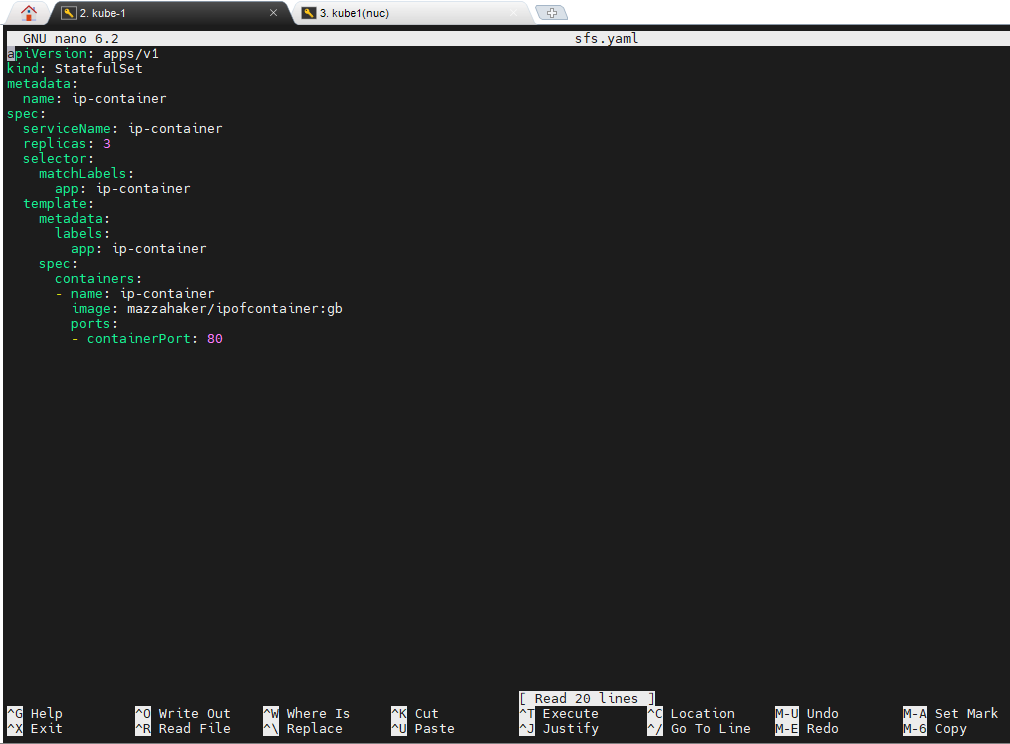 2. kube-1
3. kube1(nuc)
GNU nano 6.2 sfs.yaml
apiVersion: apps/v1
kind: StatefulSet
metadata:
  name: ip-container
spec:
  serviceName: ip-container
  replicas: 3
  selector:
    matchLabels:
      app: ip-container
  template:
    metadata:
      labels:
        app: ip-container
    spec:
      containers:
      - name: ip-container
        image: mazzahaker/ipofcontainer:gb
        ports:
        - containerPort: 80
[ Read 20 lines ]
^G Help ^O Write Out ^W Where Is ^K Cut ^T Execute ^C Location M-U Undo M-A Set Mark
^X Exit ^R Read File ^\ Replace ^U Paste ^J Justify ^/ Go To Line M-E Redo M-6 Copy